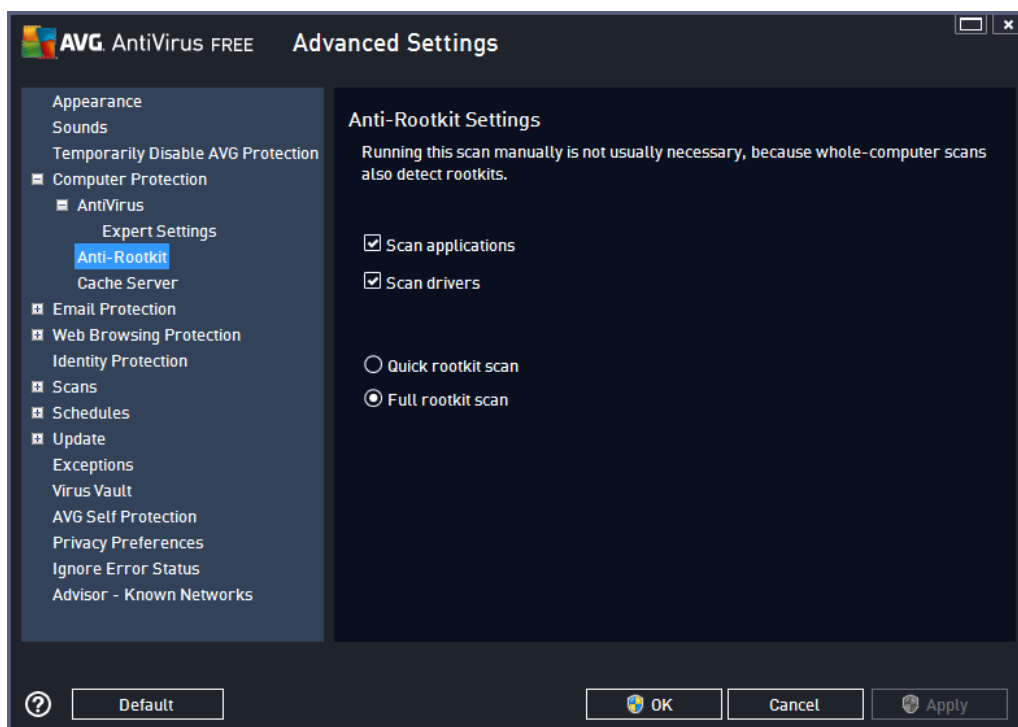 AVG. AntiVirus FREE Advanced Settings
Appearance
Sounds
Temporarily Disable AVG Protection
Computer Protection
AntiVirus
Expert Settings
Anti-Rootkit
Cache Server
Email Protection
Web Browsing Protection
Identity Protection
Scans
Schedules
Update
Exceptions
Virus Vault
AVG Self Protection
Privacy Preferences
Ignore Error Status
Advisor - Known Networks
Anti-Rootkit Settings
Running this scan manually is not usually necessary, because whole-computer scans
also detect rootkits.
Scan applications
Scan drivers
Quick rootkit scan
Full rootkit scan
? Default OK Cancel Apply